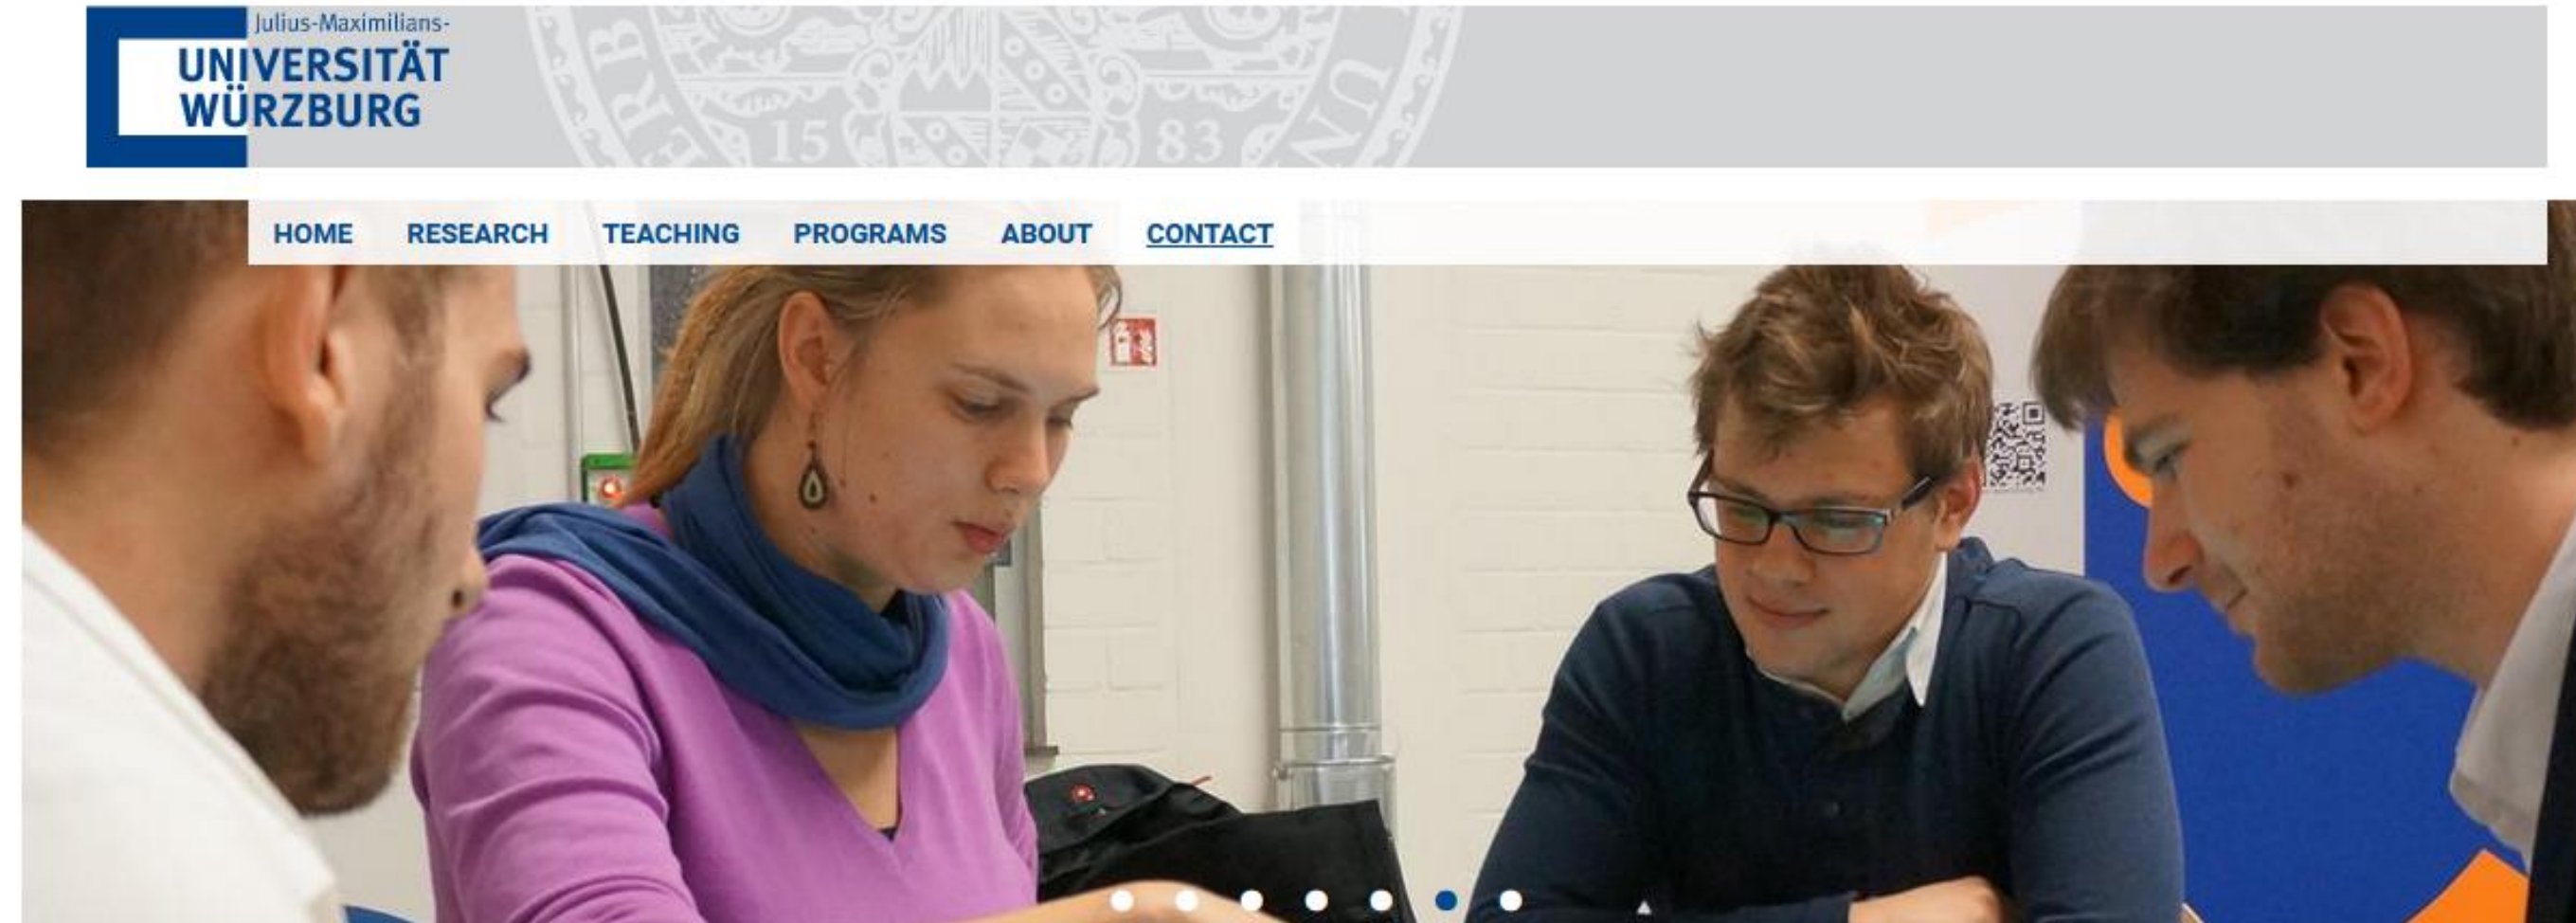 Julius-Maximilians-
UNIVERSITÄT
WÜRZBURG
15 83
HOME RESEARCH TEACHING PROGRAMS ABOUT CONTACT